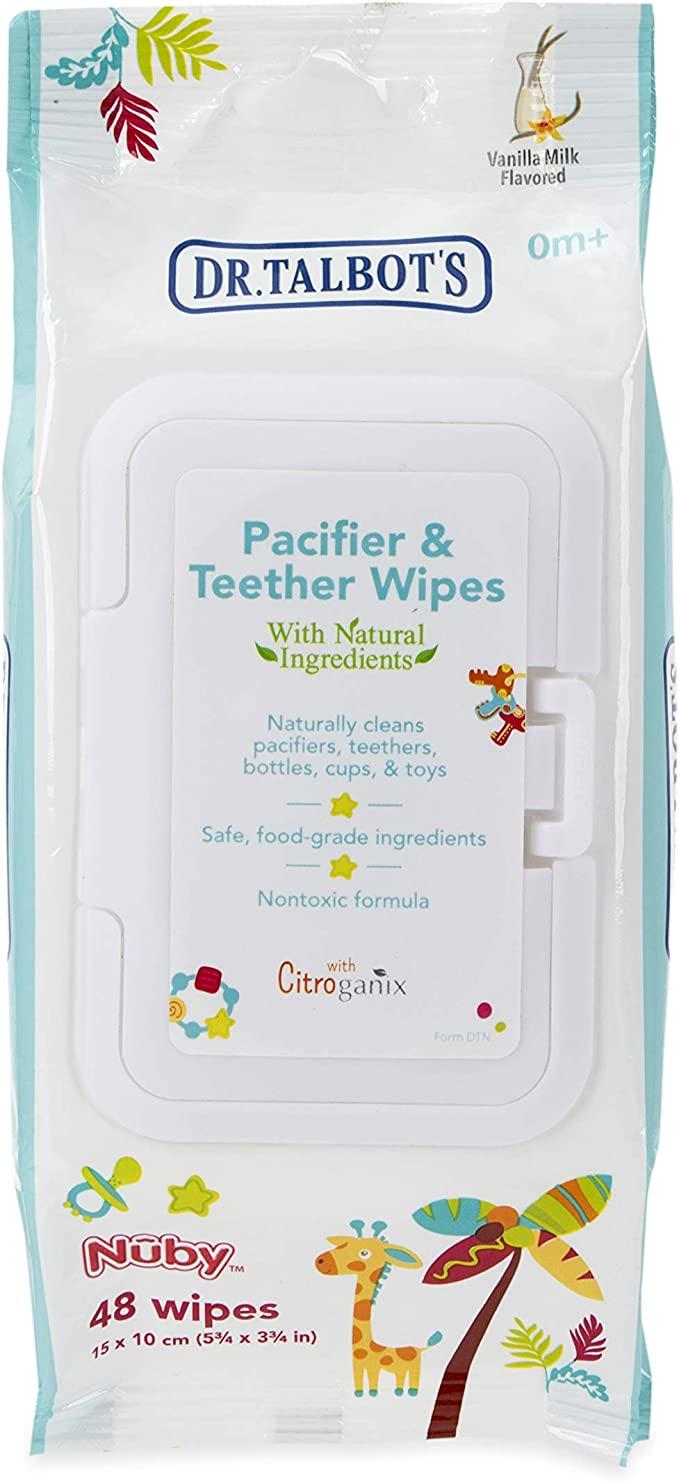 Vanilla Milk
Flavored
0m+
DR.TALBOT'S
Pacifier &
Teether Wipes
With Natural
Ingredients
Naturally cleans
pacifiers, teethers,
bottles, cups, & toys
Safe, food-grade ingredients
Nontoxic formula
with
Citroganix
Form DTN
Nūby™
48 wipes
15 x 10 cm (5¾ x 3¾ in)